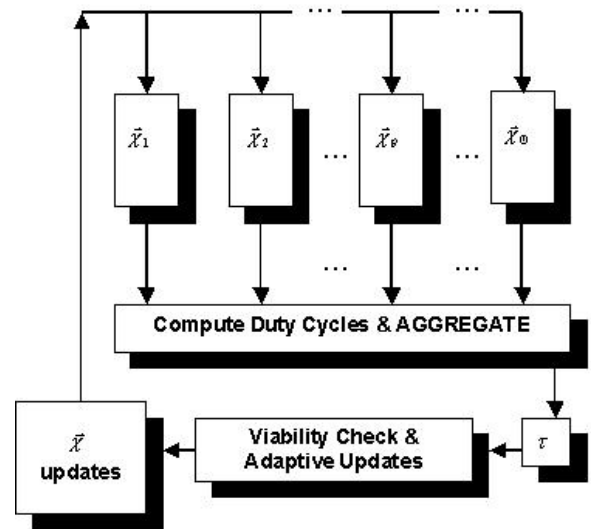 ... ...
χ⃗1 χ⃗2 ... χ⃗θ ... χ⃗Θ
... ...
Compute Duty Cycles & AGGREGATE
χ⃗
updates
Viability Check &
Adaptive Updates
τ